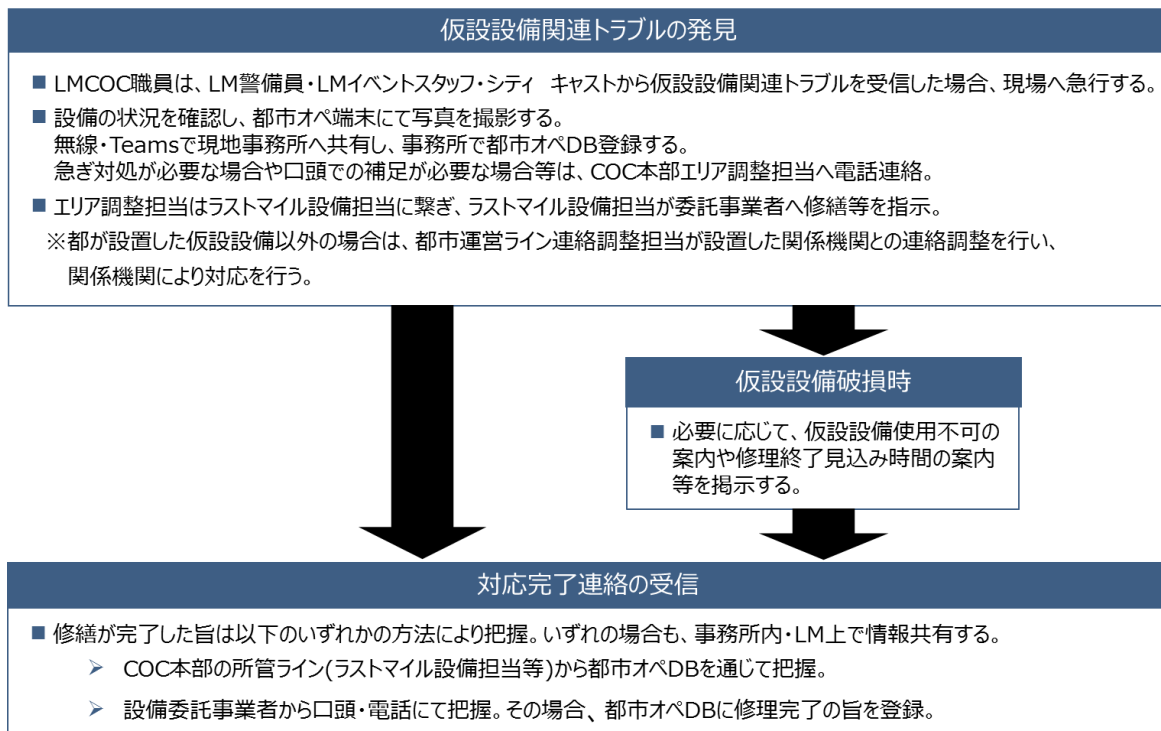 仮設設備関連トラブルの発見
■ LMCOC職員は、LM警備員・LMイベントスタッフ・シティ キャストから仮設設備関連トラブルを受信した場合、現場へ急行する。
■ 設備の状況を確認し、都市オペ端末にて写真を撮影する。
無線・Teamsで現地事務所へ共有し、事務所で都市オペDB登録する。
急ぎ対処が必要な場合や口頭での補足が必要な場合等は、COC本部エリア調整担当へ電話連絡。
■ エリア調整担当はラストマイル設備担当に繋ぎ、ラストマイル設備担当が委託事業者へ修繕等を指示。
※都が設置した仮設設備以外の場合は、都市運営ライン連絡調整担当が設置した関係機関との連絡調整を行い、
関係機関により対応を行う。
仮設設備破損時
■ 必要に応じて、仮設設備使用不可の
案内や修理終了見込み時間の案内
等を掲示する。
対応完了連絡の受信
■ 修繕が完了した旨は以下のいずれかの方法により把握。いずれの場合も、事務所内・LM上で情報共有する。
➢ COC本部の所管ライン(ラストマイル設備担当等)から都市オペDBを通じて把握。
➢ 設備委託事業者から口頭・電話にて把握。その場合、都市オペDBに修理完了の旨を登録。